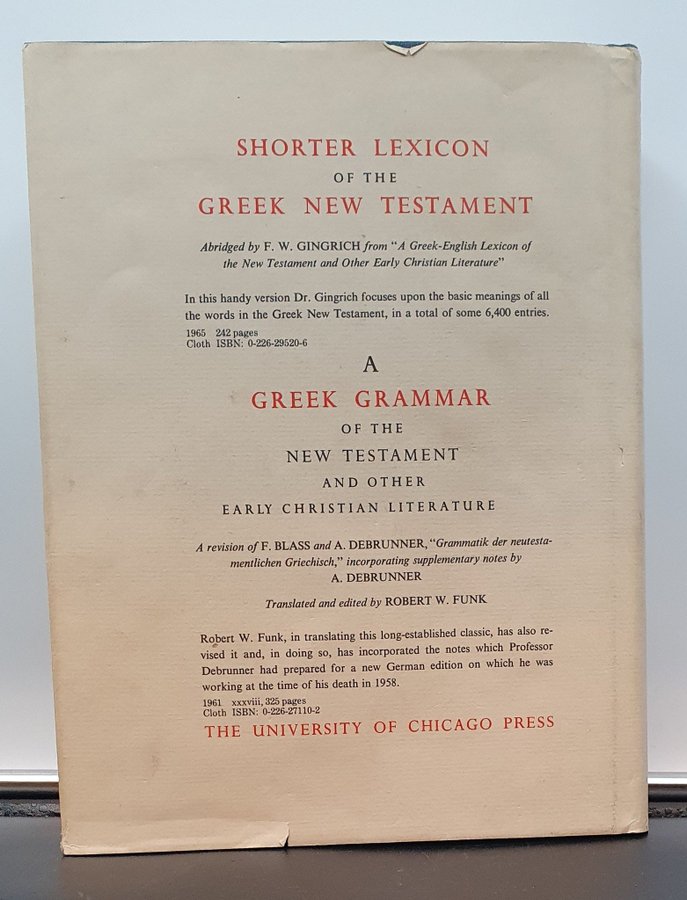 SHORTER LEXICON
OF THE
GREEK NEW TESTAMENT
Abridged by F. W. GINGRICH from "A Greek-English Lexicon of
the New Testament and Other Early Christian Literature"
In this handy version Dr. Gingrich focuses upon the basic meanings of all
the words in the Greek New Testament, in a total of some 6,400 entries.
1965 242 pages
Cloth ISBN: 0-226-29520-6
A
GREEK GRAMMAR
OF THE
NEW TESTAMENT
AND OTHER
EARLY CHRISTIAN LITERATURE
A revision of F. BLASS and A. DEBRUNNER, "Grammatik der neutesta-
mentlichen Griechisch," incorporating supplementary notes by
A. DEBRUNNER
Translated and edited by ROBERT W. FUNK
Robert W. Funk, in translating this long-established classic, has also re-
vised it and, in doing so, has incorporated the notes which Professor
Debrunner had prepared for a new German edition on which he was
working at the time of his death in 1958.
1961 xxxviii, 325 pages
Cloth ISBN: 0-226-27110-2
THE UNIVERSITY OF CHICAGO PRESS